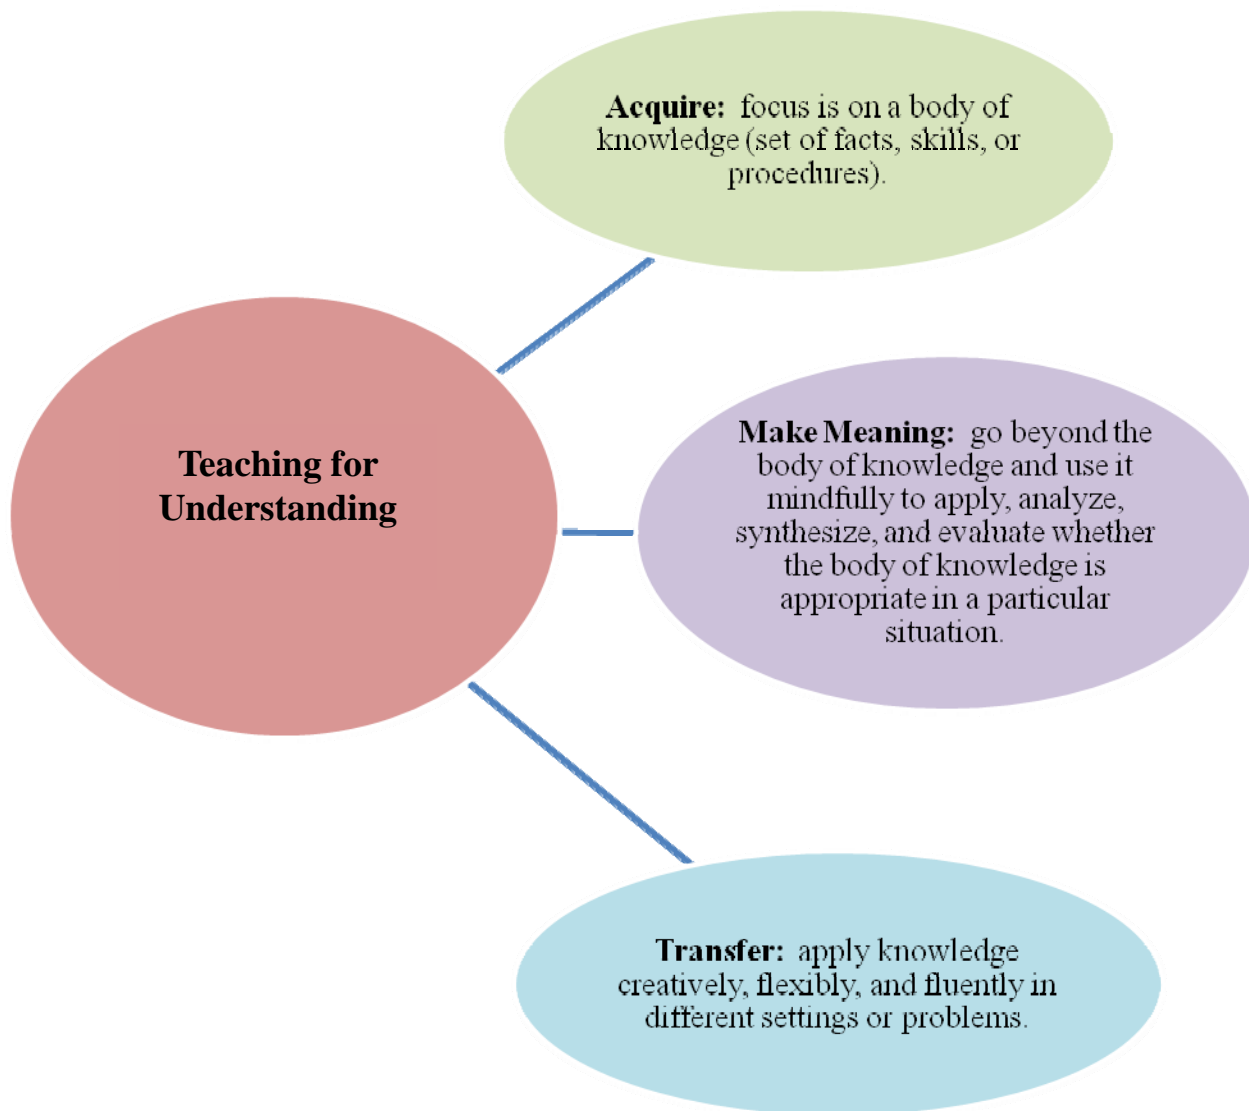 Acquire: focus is on a body of
knowledge (set of facts, skills, or
procedures).
Teaching for
Understanding
Make Meaning: go beyond the
body of knowledge and use it
mindfully to apply, analyze,
synthesize, and evaluate whether
the body of knowledge is
appropriate in a particular
situation.
Transfer: apply knowledge
creatively, flexibly, and fluently in
different settings or problems.